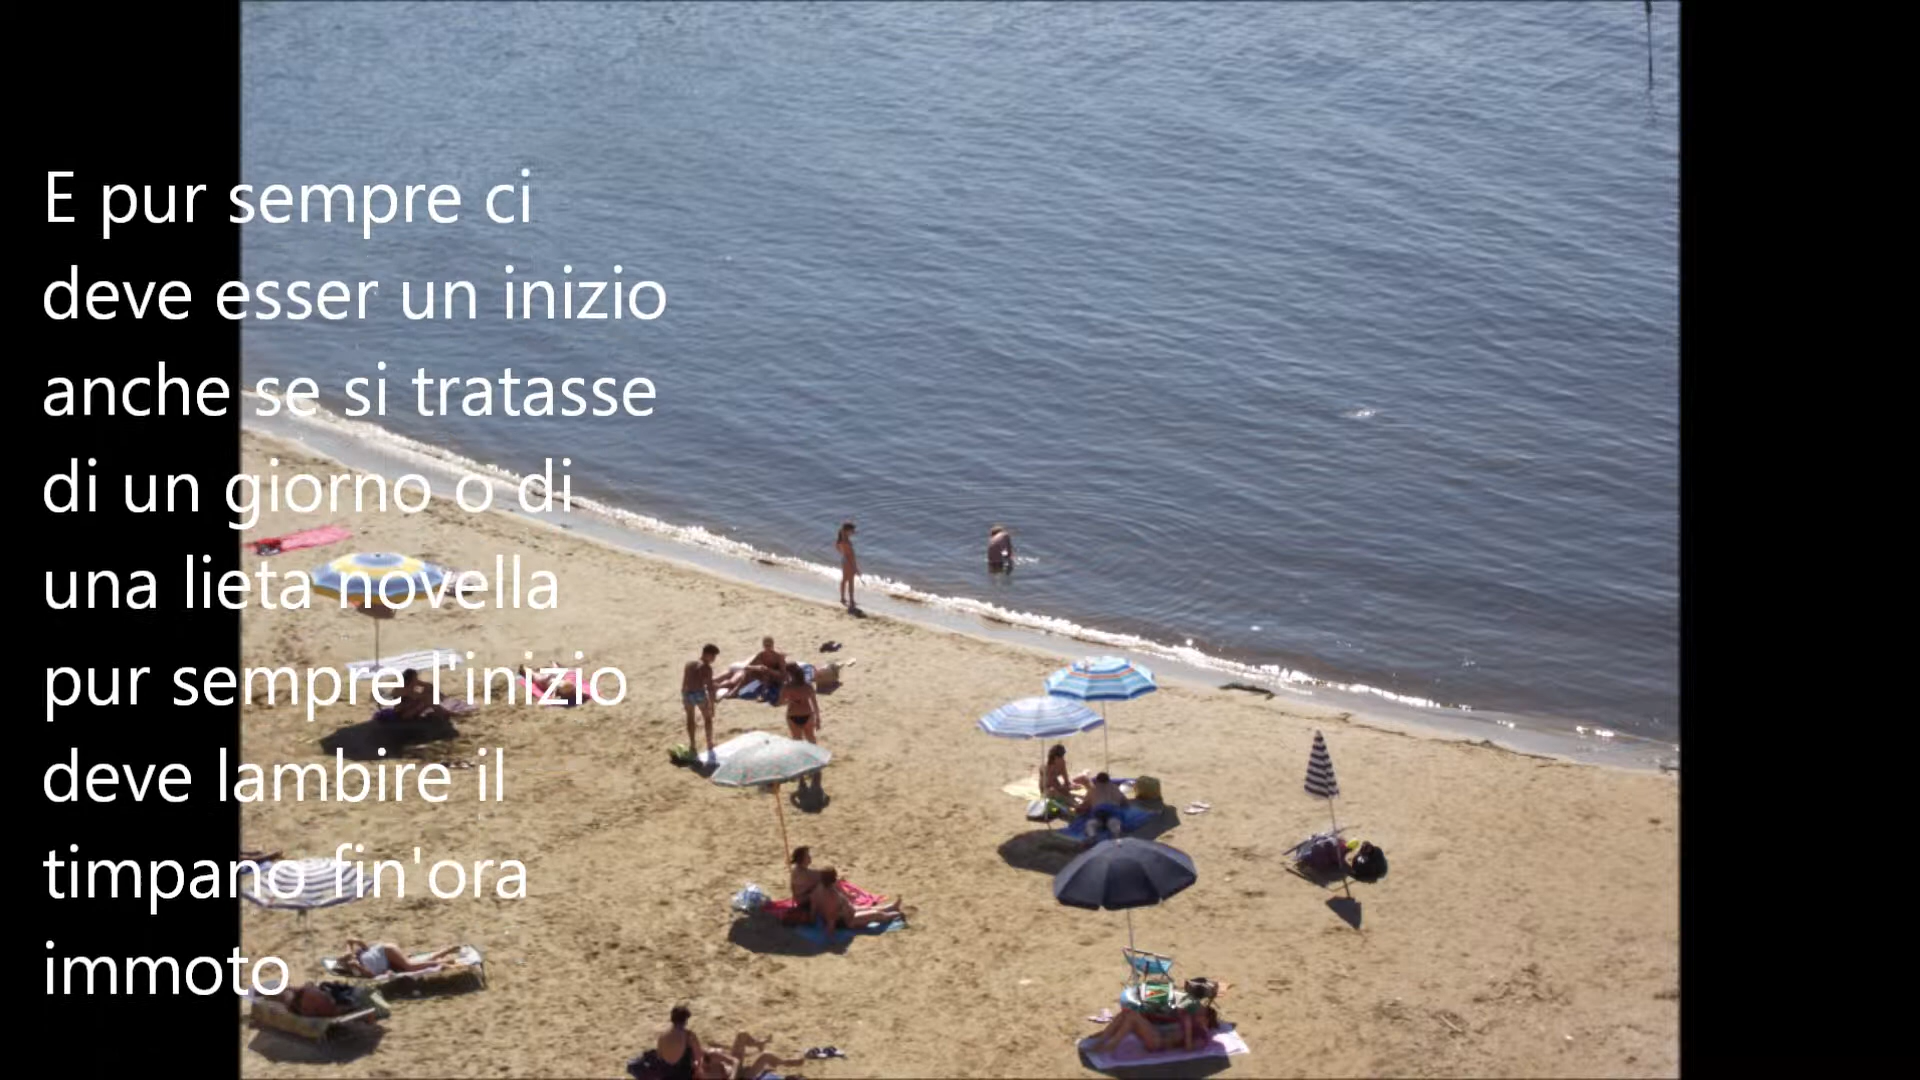 E pur sempre ci
deve esser un inizio
anche se si tratasse
di un giorno o di
una lieta novella
pur sempre l'inizio
deve lambire il
timpano fin'ora
immoto